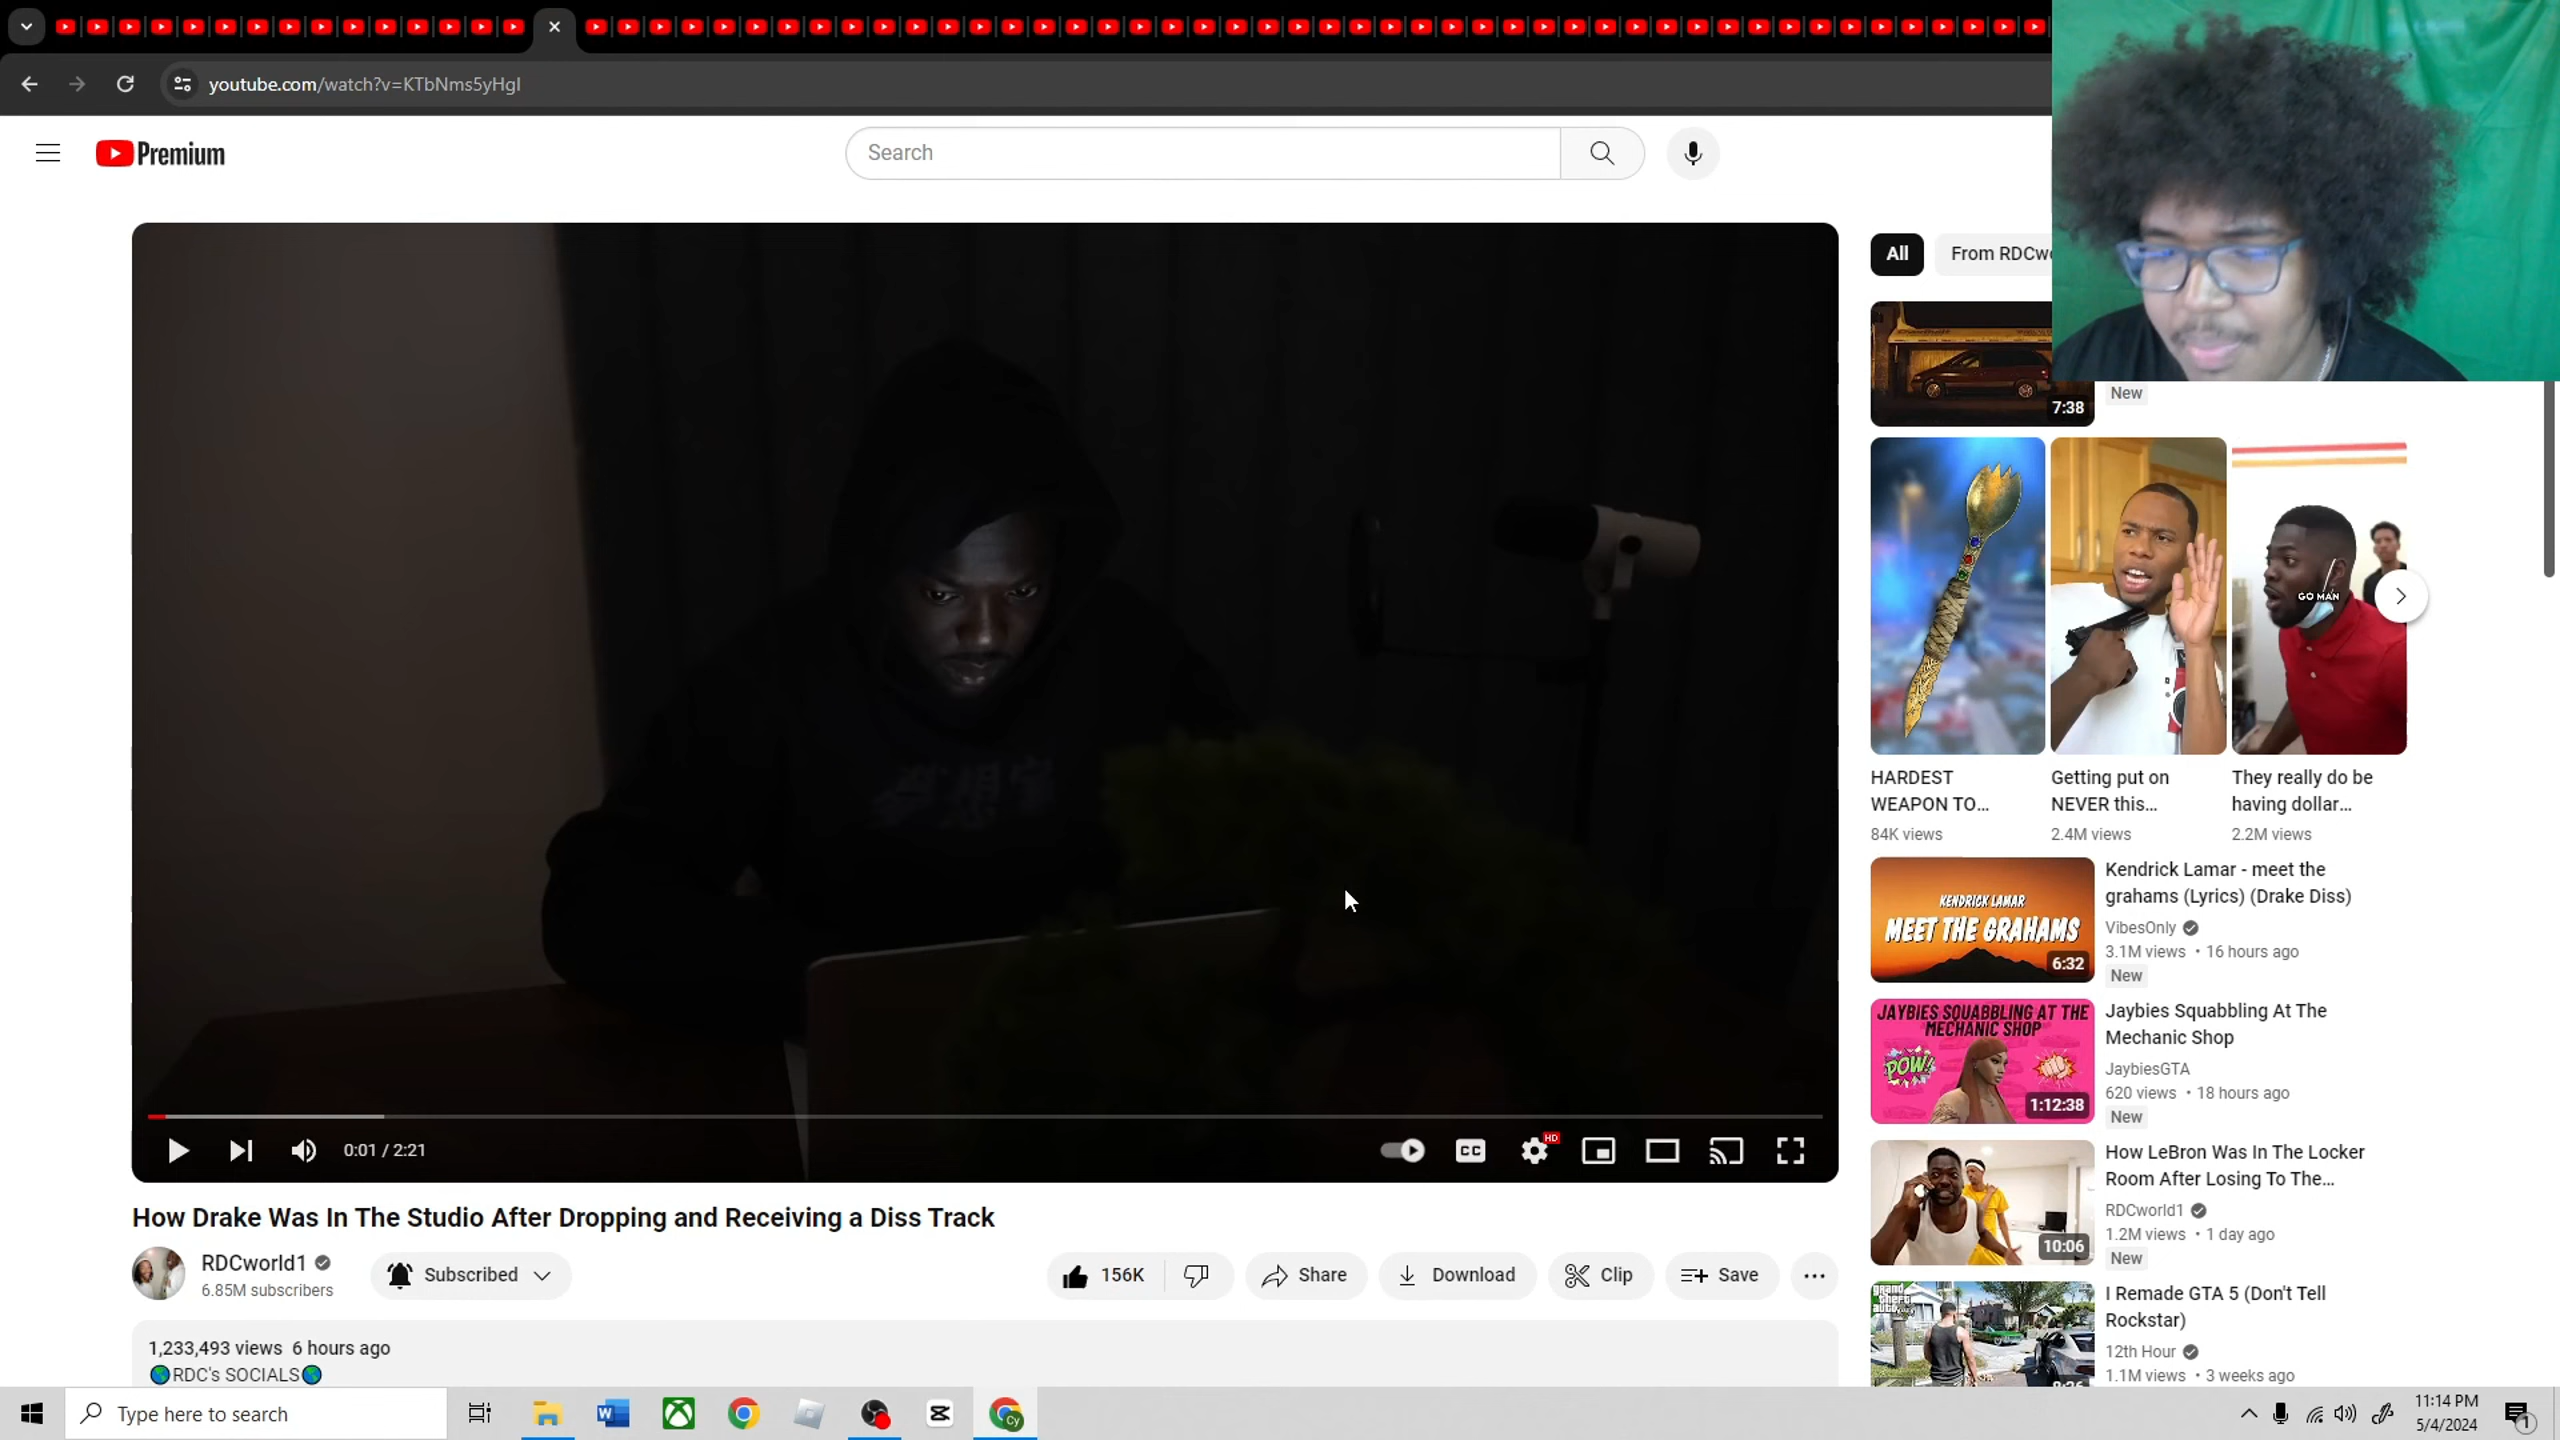 youtube.com/watch?v=KTbNms5yHgI
Premium
Search
All
From RDCwo
7:38
New
GO MAN
HARDEST
WEAPON TO...
84K views
Getting put on
NEVER this...
2.4M views
They really do be
having dollar...
2.2M views
KENDRICK LAMAR
MEET THE GRAHAMS
6:32
Kendrick Lamar - meet the
grahams (Lyrics) (Drake Diss)
VibesOnly
3.1M views • 16 hours ago
New
JAYBIES SQUABBLING AT THE
MECHANIC SHOP
POW!
1:12:38
Jaybies Squabbling At The
Mechanic Shop
JaybiesGTA
620 views • 18 hours ago
New
10:06
How LeBron Was In The Locker
Room After Losing To The...
RDCworld1
1.2M views • 1 day ago
New
grand
theft
auto
I Remade GTA 5 (Don't Tell
Rockstar)
12th Hour
1.1M views • 3 weeks ago
0:01 / 2:21
CC
HD
How Drake Was In The Studio After Dropping and Receiving a Diss Track
RDCworld1
6.85M subscribers
Subscribed
156K
Share
Download
Clip
Save
1,233,493 views 6 hours ago
RDC's SOCIALS
Type here to search
Cy
11:14 PM
5/4/2024
1